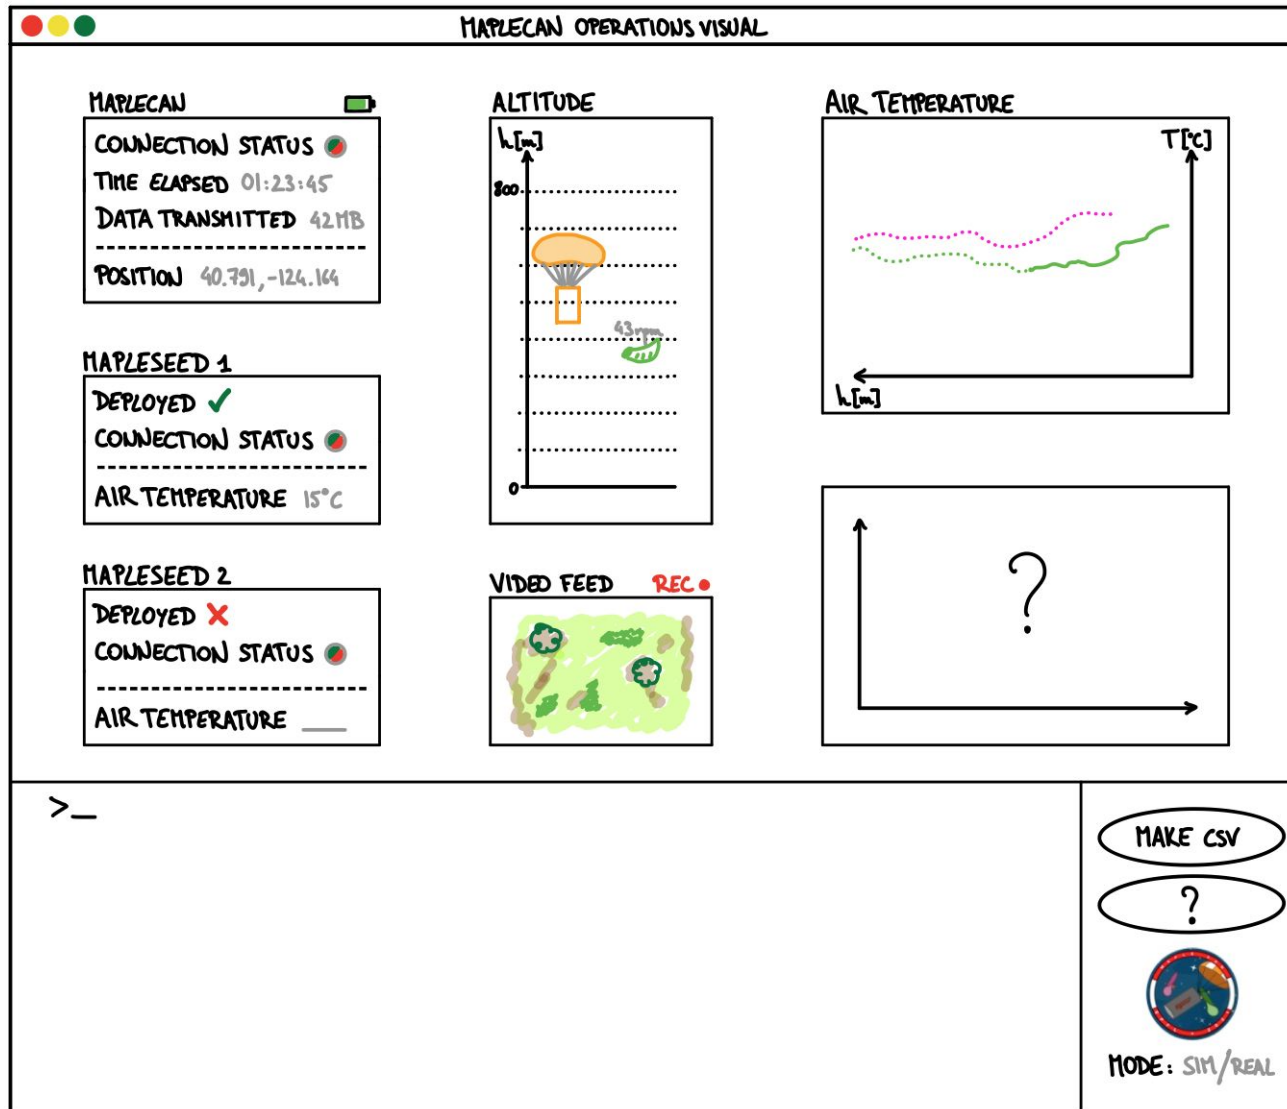 MAPLECAN OPERATIONS VISUAL
MAPLECAN
CONNECTION STATUS
TIME ELAPSED 01:23:45
DATA TRANSMITTED 42MB
POSITION 40.791,-124.164
MAPLESEED 1
DEPLOYED ✓
CONNECTION STATUS
AIR TEMPERATURE 15°C
MAPLESEED 2
DEPLOYED ✗
CONNECTION STATUS
AIR TEMPERATURE ___
ALTITUDE
h[m]
800
43rpm
0
VIDEO FEED REC
AIR TEMPERATURE
T[°C]
h[m]
?
>_
MAKE CSV
?
MODE: SIM/REAL